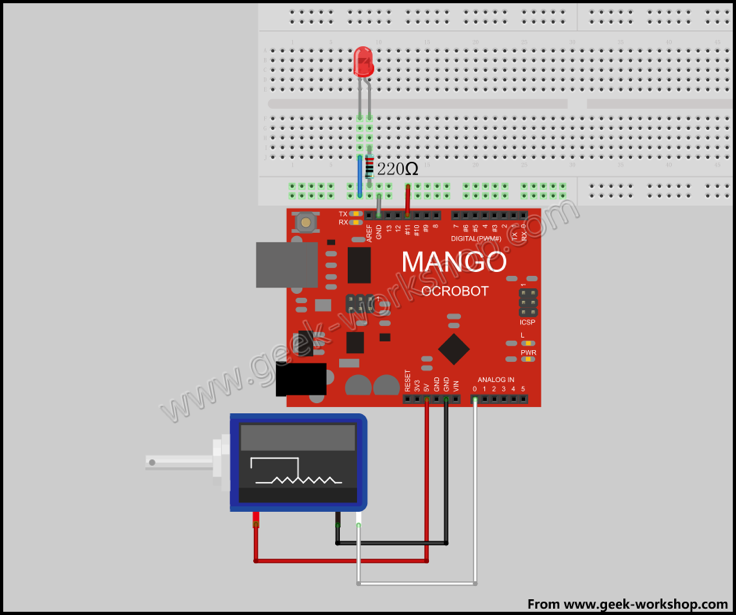 220Ω
TX
RX
AREF
GND
13
12
#11
#10
#9
8
7
#6
#5
4
#3
2
TX 1
RX 0
DIGITAL(PWM#)
MANGO
OCROBOT
1
ICSP
L
PWR
RESET
3V3
5V
GND
GND
VIN
ANALOG IN
0 1 2 3 4 5
www.geek-workshop.com
From www.geek-workshop.com